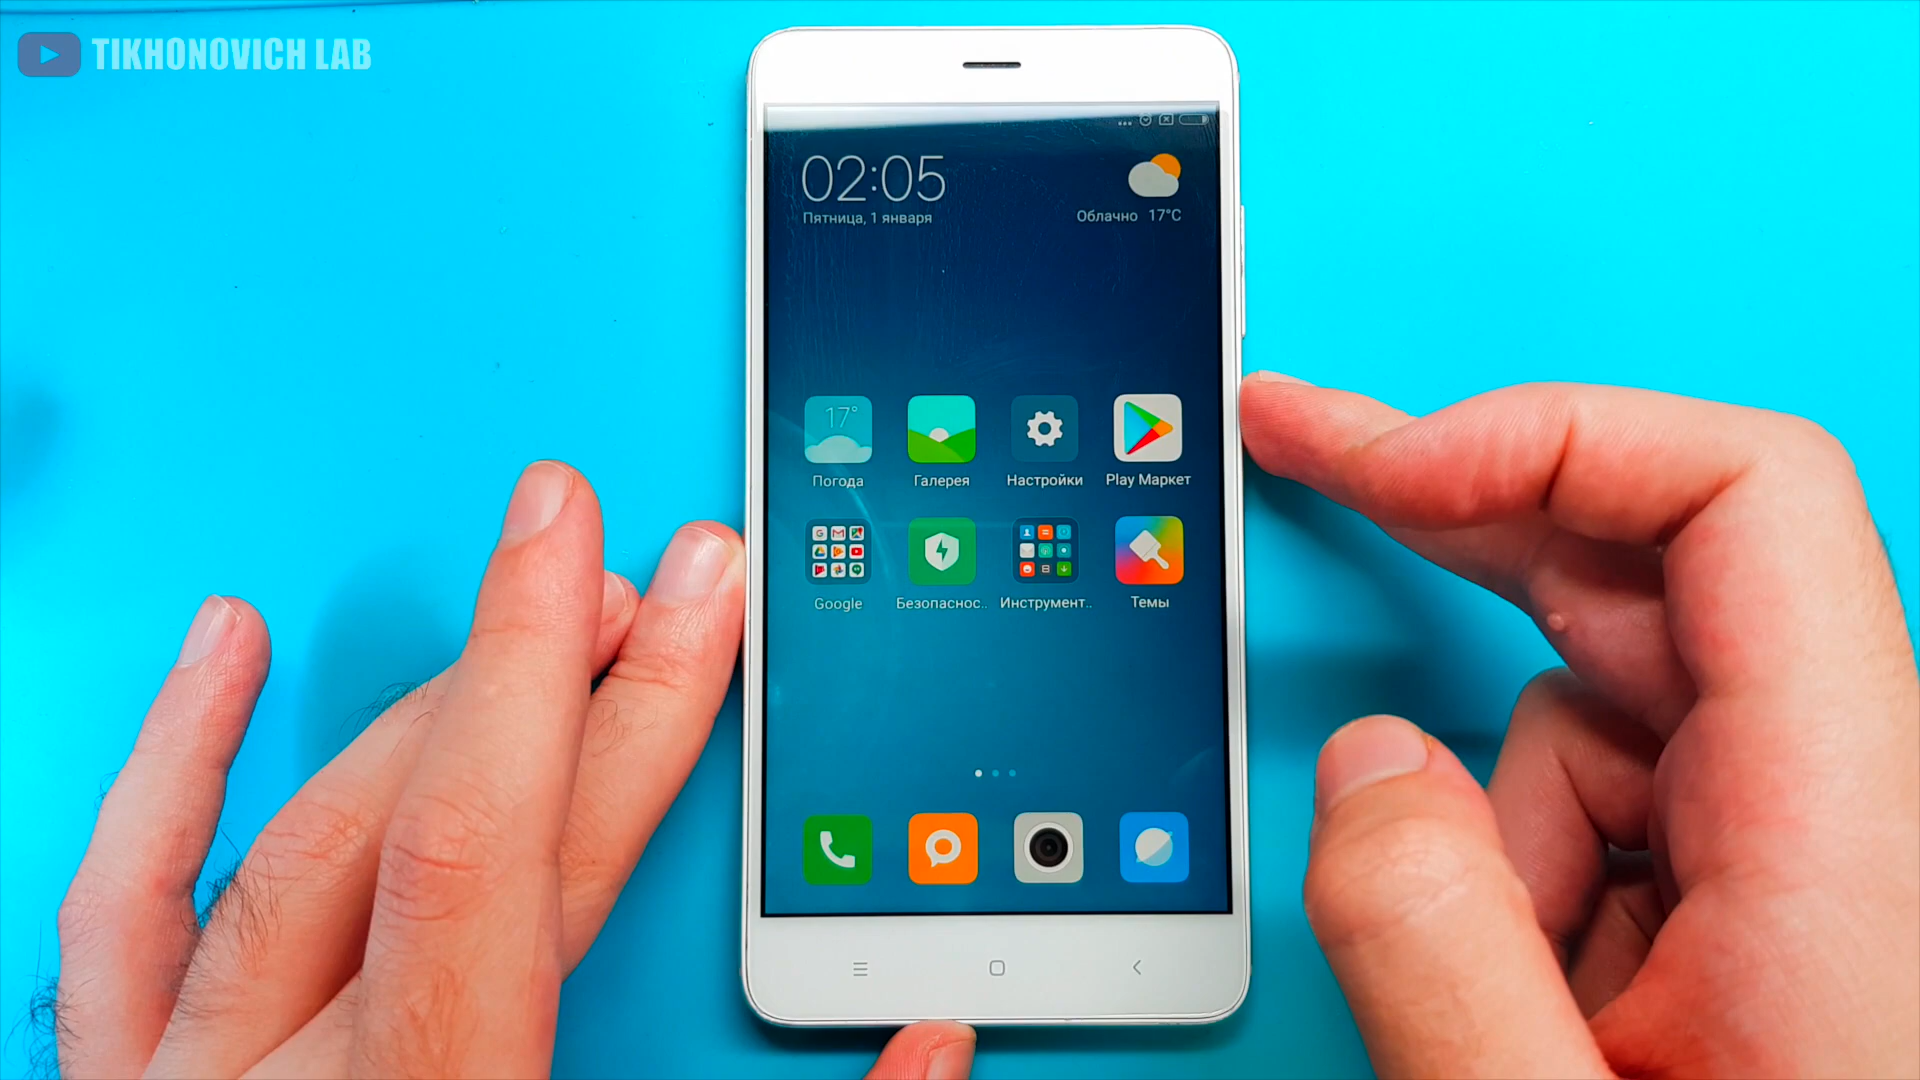 TIKHONOVICH LAB
02:05
Пятница, 1 января
Облачно 17°C
17°
Погода
Галерея
Настройки
Play Маркет
Google
Безопаснос..
Инструмент..
Темы